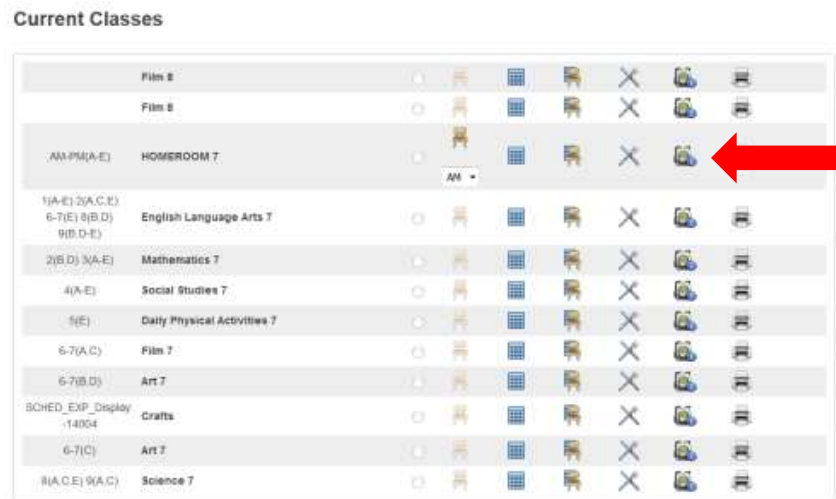 Current Classes
Film 8
Film 8
AM-PM(A-E) HOMEROOM 7
AM
1(A-E) 2(A,C,E)
6-7(E) 8(B,D)
9(B,D-E)
English Language Arts 7
2(B,D) 3(A-E) Mathematics 7
4(A-E) Social Studies 7
5(E) Daily Physical Activities 7
6-7(A,C) Film 7
6-7(B,D) Art 7
SCHED_EXP_Display
-14004
Crafts
6-7(C) Art 7
8(A,C,E) 9(A,C) Science 7